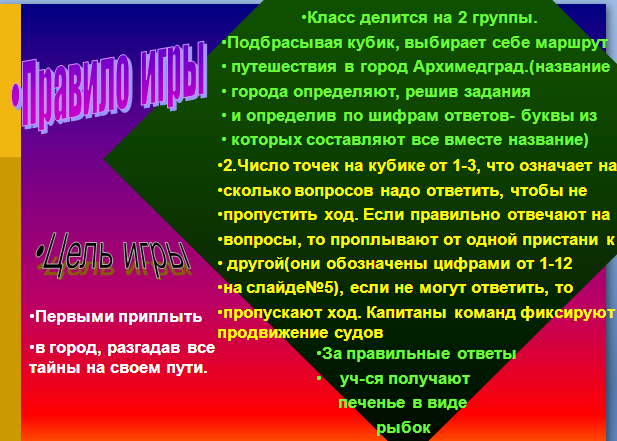 •Правило игры
•Класс делится на 2 группы.
•Подбрасывая кубик, выбирает себе маршрут
• путешествия в город Архимедград.(название
• города определяют, решив задания
• и определив по шифрам ответов- буквы из
• которых составляют все вместе название)
•2.Число точек на кубике от 1-3, что означает на
•сколько вопросов надо ответить, чтобы не
•пропустить ход. Если правильно отвечают на
•вопросы, то проплывают от одной пристани к
• другой(они обозначены цифрами от 1-12
•на слайде№5), если не могут ответить, то
•пропускают ход. Капитаны команд фиксируют
продвижение судов
•За правильные ответы
• уч-ся получают
печенье в виде
рыбок
•Цель игры
•Первыми приплыть
•в город, разгадав все
тайны на своем пути.